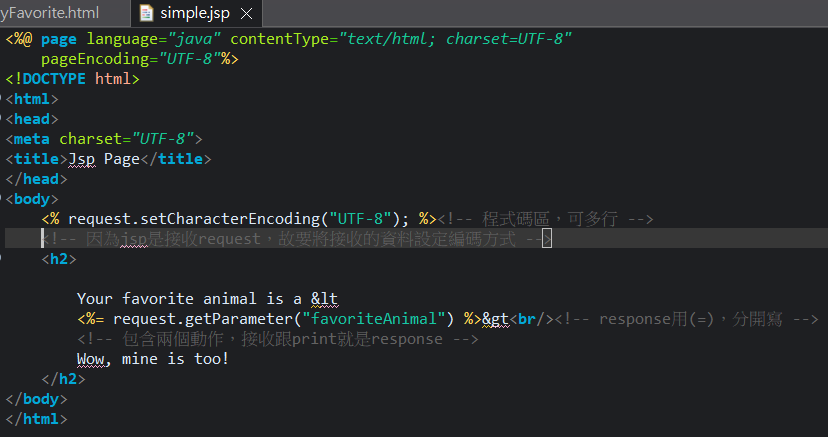 yFavorite.html simple.jsp
<%@ page language="java" contentType="text/html; charset=UTF-8"
pageEncoding="UTF-8"%>
<!DOCTYPE html>
<html>
<head>
<meta charset="UTF-8">
<title>Jsp Page</title>
</head>
<body>
<% request.setCharacterEncoding("UTF-8"); %><!-- 程式碼區，可多行 -->
<!-- 因為jsp是接收request，故要將接收的資料設定編碼方式 -->
<h2>
Your favorite animal is a &lt
<%= request.getParameter("favoriteAnimal") %>&gt<br/><!-- response用(=)，分開寫 -->
<!-- 包含兩個動作，接收跟print就是response -->
Wow, mine is too!
</h2>
</body>
</html>